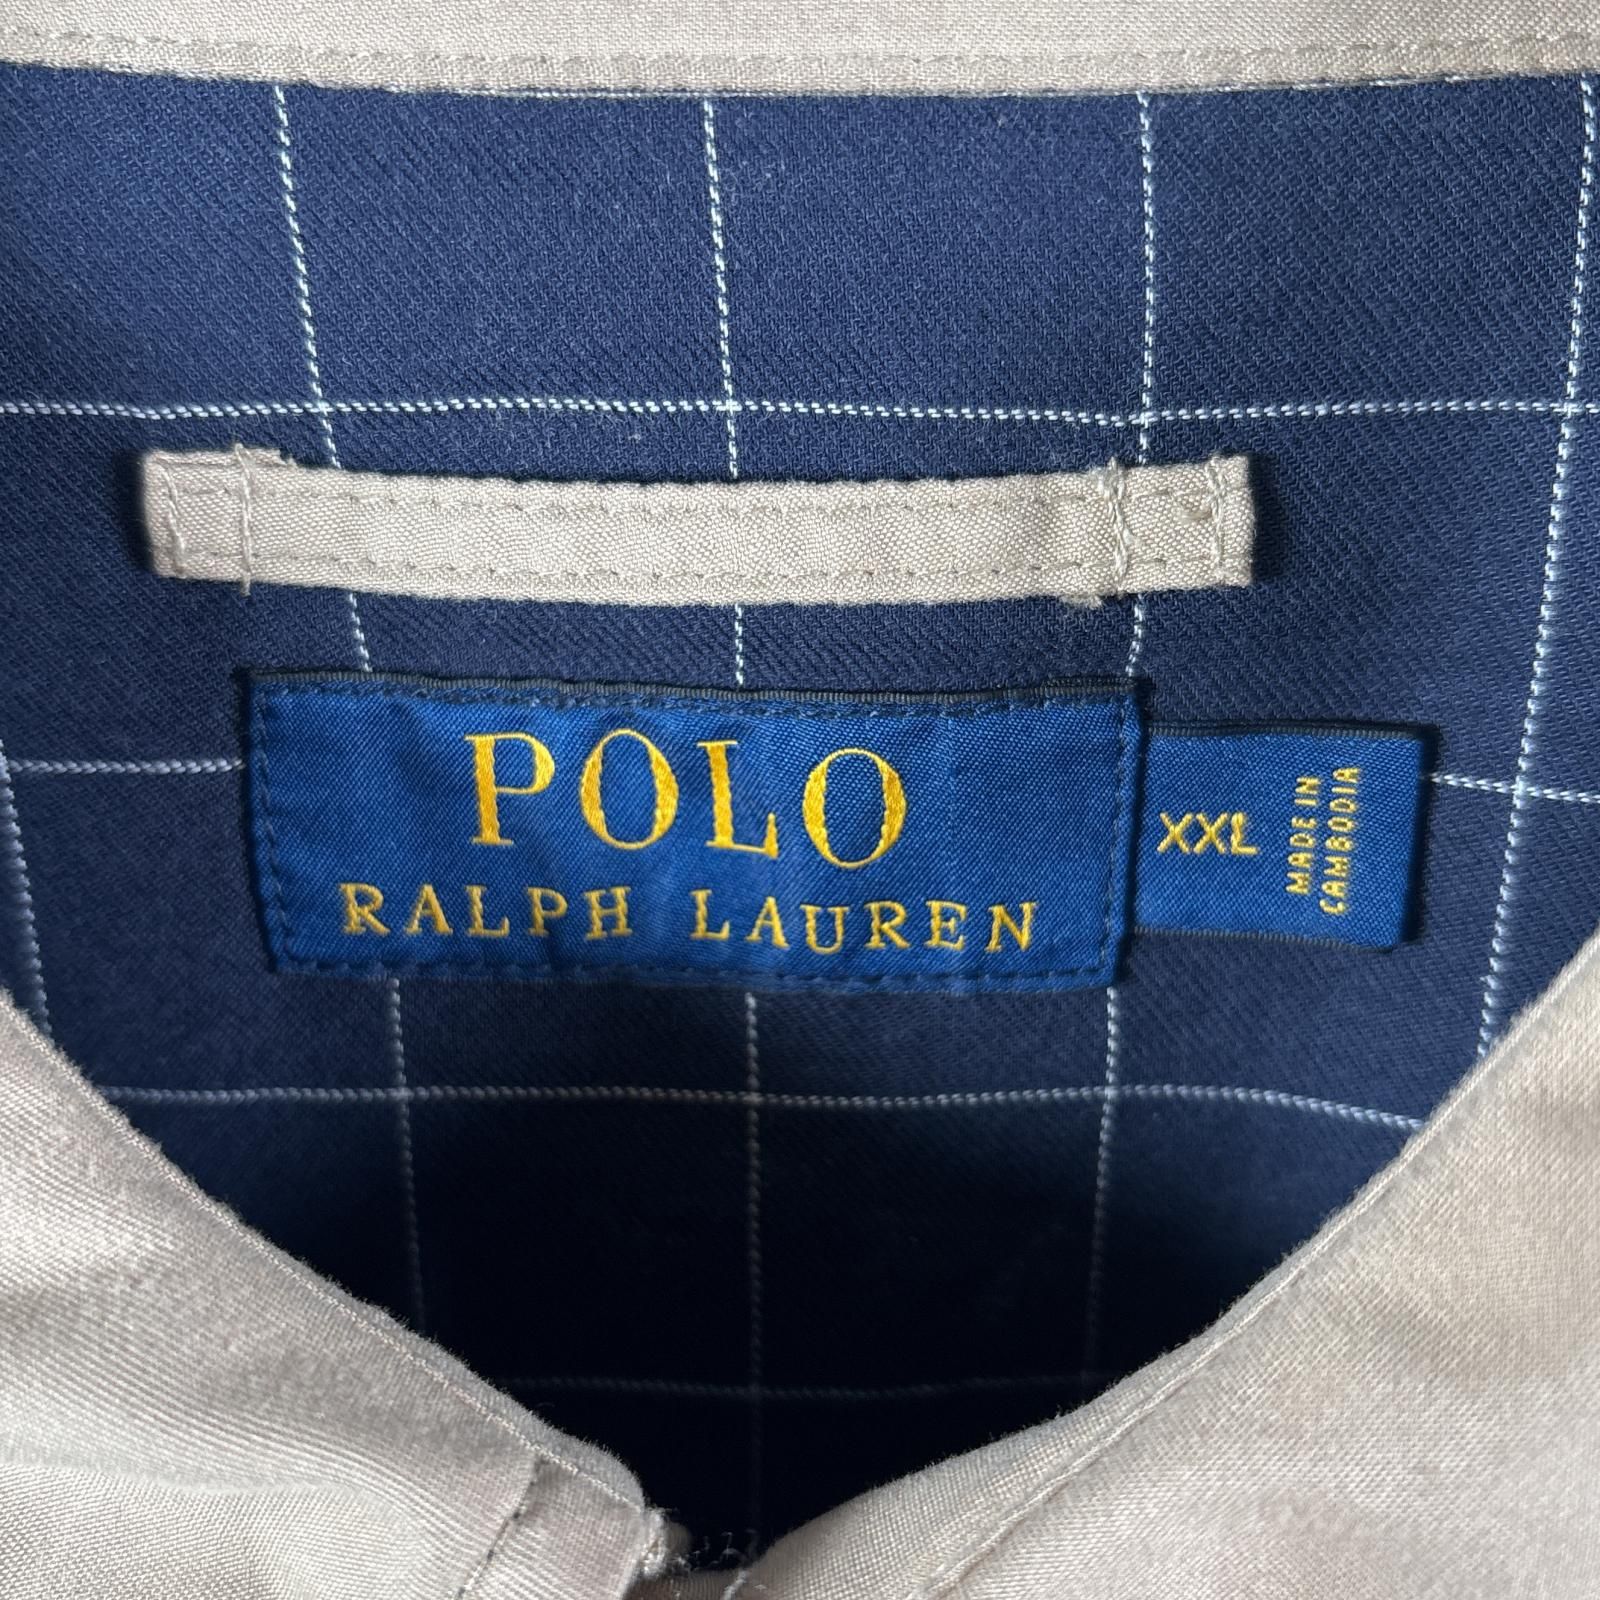 POLO
RALPH LAUREN
XXL
MADE IN
CAMBODIA